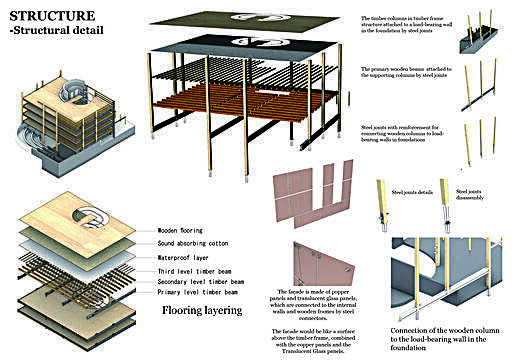 STRUCTURE
-Structural detail
The timber columns in timber frame
structure attached to a load-bearing wall
in the foundation by steel joints
The primary wooden beams attached to
the supporting columns by steel joints
Steel joints with reinforcement for
connecting wooden columns to load-
bearing walls in foundations
Steel joints details
Steel joints
disassembly
Wooden flooring
Sound absorbing cotton
Waterproof layer
Third level timber beam
Secondary level timber beam
Primary level timber beam
Flooring layering
The façade is made of popper
panels and translucent glass panels,
which are connected to the internal
walls and wooden frames by steel
connectors.
The façade would be like a surface
above the timber frame, combined
with the copper panels and the
Translucent Glass panels.
Connection of the wooden column
to the load-bearing wall in the
foundation